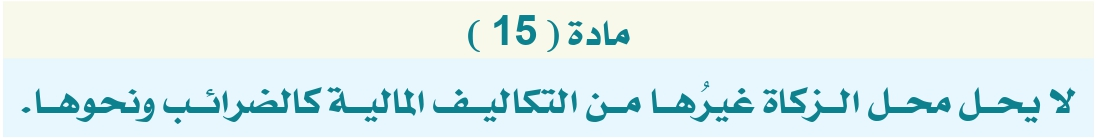 مادة ( 15 )
لا يحل محل الزكاة غيرُها من التكاليف المالية كالضرائب ونحوها.